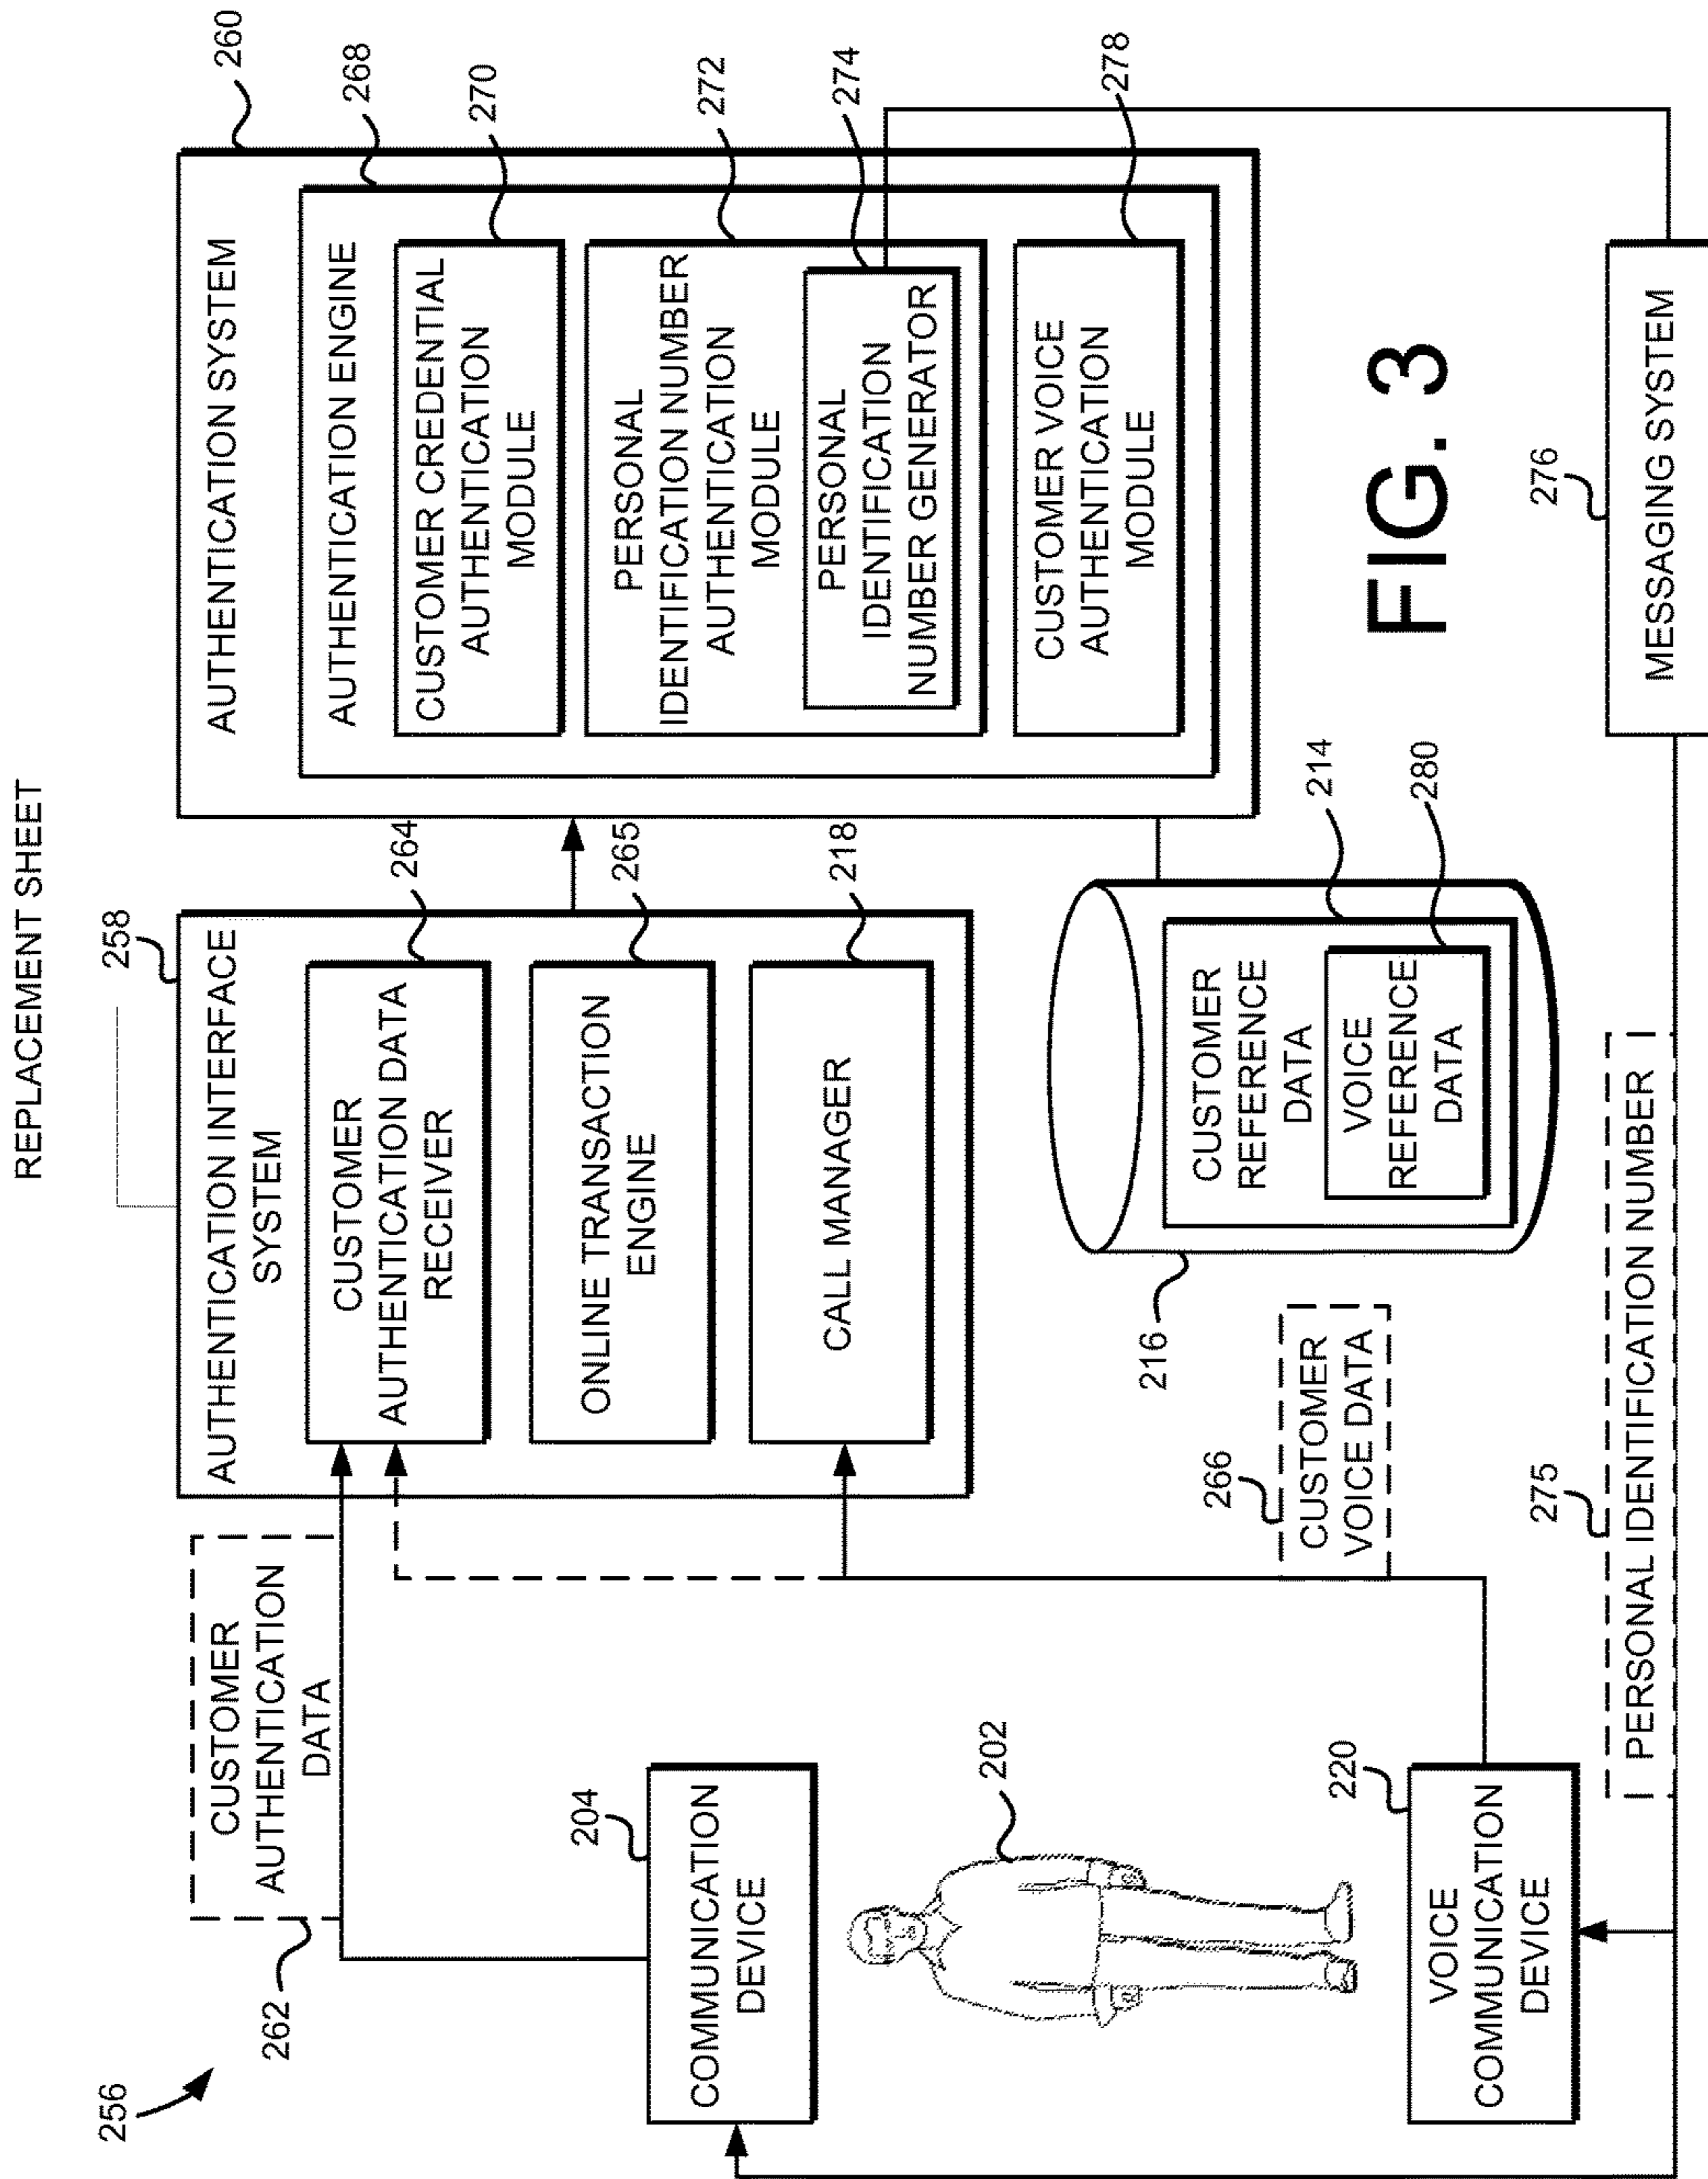 REPLACEMENT SHEET
256
262
CUSTOMER
AUTHENTICATION
DATA
258
AUTHENTICATION INTERFACE
SYSTEM
CUSTOMER
AUTHENTICATION DATA
RECEIVER
264
ONLINE TRANSACTION
ENGINE
265
CALL MANAGER
218
AUTHENTICATION SYSTEM
260
AUTHENTICATION ENGINE
268
CUSTOMER CREDENTIAL
AUTHENTICATION
MODULE
270
PERSONAL
IDENTIFICATION NUMBER
AUTHENTICATION
MODULE
272
PERSONAL
IDENTIFICATION
NUMBER GENERATOR
274
CUSTOMER VOICE
AUTHENTICATION
MODULE
278
204
COMMUNICATION
DEVICE
202
220
VOICE
COMMUNICATION
DEVICE
266
CUSTOMER
VOICE DATA
216
CUSTOMER
REFERENCE
DATA
214
VOICE
REFERENCE
DATA
280
275
PERSONAL IDENTIFICATION NUMBER
276
MESSAGING SYSTEM
FIG. 3